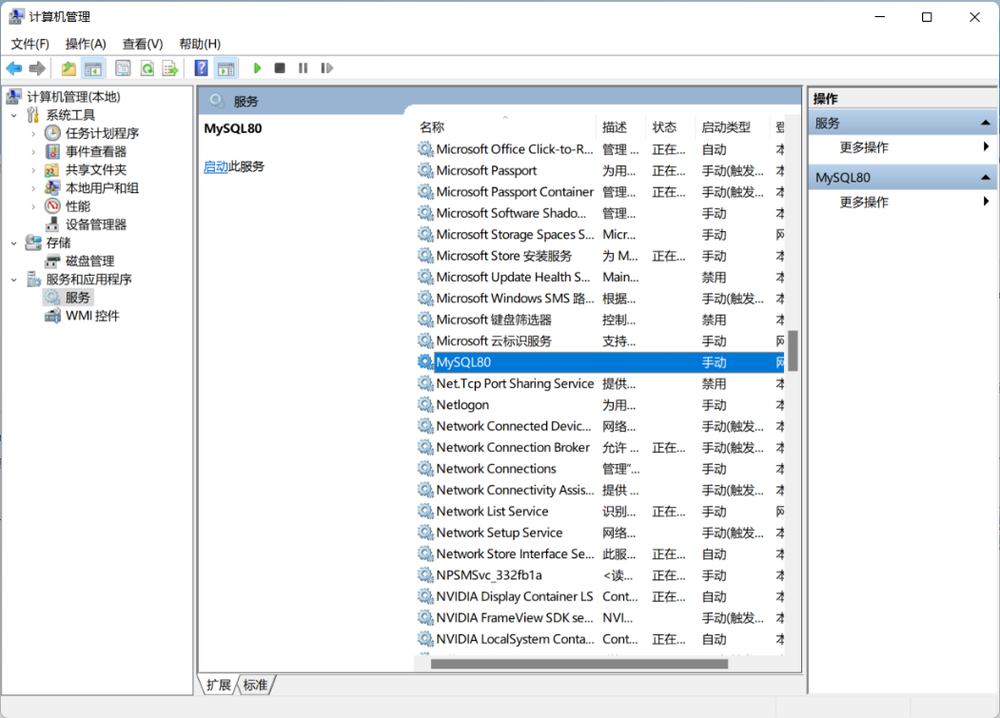 计算机管理
文件(F) 操作(A) 查看(V) 帮助(H)
计算机管理(本地)
系统工具
任务计划程序
事件查看器
共享文件夹
本地用户和组
性能
设备管理器
存储
磁盘管理
服务和应用程序
服务
WMI 控件
服务
MySQL80
启动此服务
名称 描述 状态 启动类型
Microsoft Office Click-to-R... 管理 ... 正在... 自动 本
Microsoft Passport 为用... 正在... 手动(触发... 本
Microsoft Passport Container 管理... 正在... 手动(触发... 本
Microsoft Software Shado... 管理... 手动 本
Microsoft Storage Spaces S... Micr... 手动 网
Microsoft Store 安装服务 为 M... 正在... 手动 本
Microsoft Update Health S... Main... 禁用 本
Microsoft Windows SMS 路... 根据... 手动(触发... 本
Microsoft 键盘筛选器 控制... 禁用 本
Microsoft 云标识服务 支持... 手动 网
MySQL80 手动 网
Net.Tcp Port Sharing Service 提供... 禁用 本
Netlogon 为用... 手动 本
Network Connected Devic... 网络... 手动(触发... 本
Network Connection Broker 允许 ... 正在... 手动(触发... 本
Network Connections 管理"... 手动 本
Network Connectivity Assis... 提供 ... 手动(触发... 本
Network List Service 识别... 正在... 手动 网
Network Setup Service 网络... 手动(触发... 本
Network Store Interface Se... 此服... 正在... 自动 本
NPSMSvc_332fb1a <读... 正在... 手动 本
NVIDIA Display Container LS Cont... 正在... 自动 本
NVIDIA FrameView SDK se... NVI... 手动(触发... 本
NVIDIA LocalSystem Conta... Cont... 正在... 自动 本
扩展 标准
操作
服务
更多操作
MySQL80
更多操作